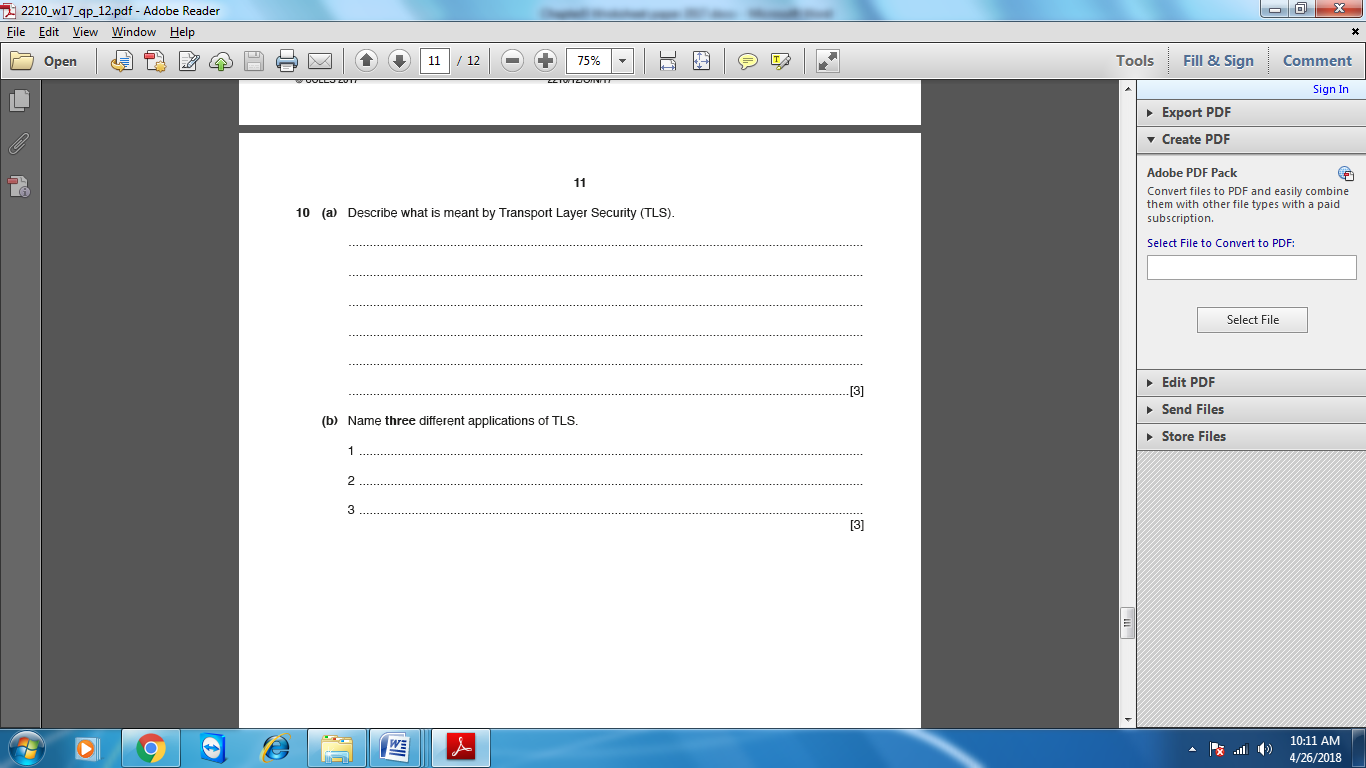 2210_w17_qp_12.pdf - Adobe Reader
File Edit View Window Help
Open 11 / 12 75% Tools Fill & Sign Comment
Sign In
Export PDF
Create PDF
Adobe PDF Pack
Convert files to PDF and easily combine
them with other file types with a paid
subscription.
Select File to Convert to PDF:
Select File
Edit PDF
Send Files
Store Files
11
10 (a) Describe what is meant by Transport Layer Security (TLS).
[3]
(b) Name three different applications of TLS.
1
2
3
[3]
10:11 AM
4/26/2018